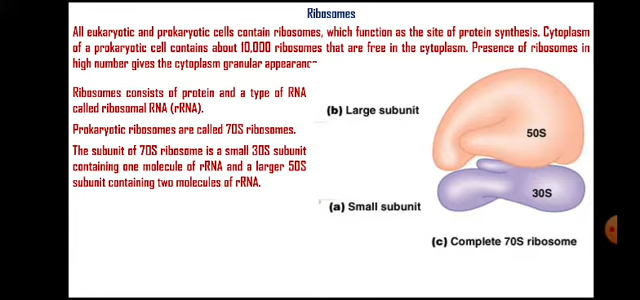 Ribosomes
All eukaryotic and prokaryotic cells contain ribosomes, which function as the site of protein synthesis. Cytoplasm
of a prokaryotic cell contains about 10,000 ribosomes that are free in the cytoplasm. Presence of ribosomes in
high number gives the cytoplasm granular appearanc
Ribosomes consists of protein and a type of RNA
called ribosomal RNA (rRNA).
Prokaryotic ribosomes are called 70S ribosomes.
The subunit of 70S ribosome is a small 30S subunit
containing one molecule of rRNA and a larger 50S
subunit containing two molecules of rRNA.
(b) Large subunit
50S
30S
(a) Small subunit
(c) Complete 70S ribosome